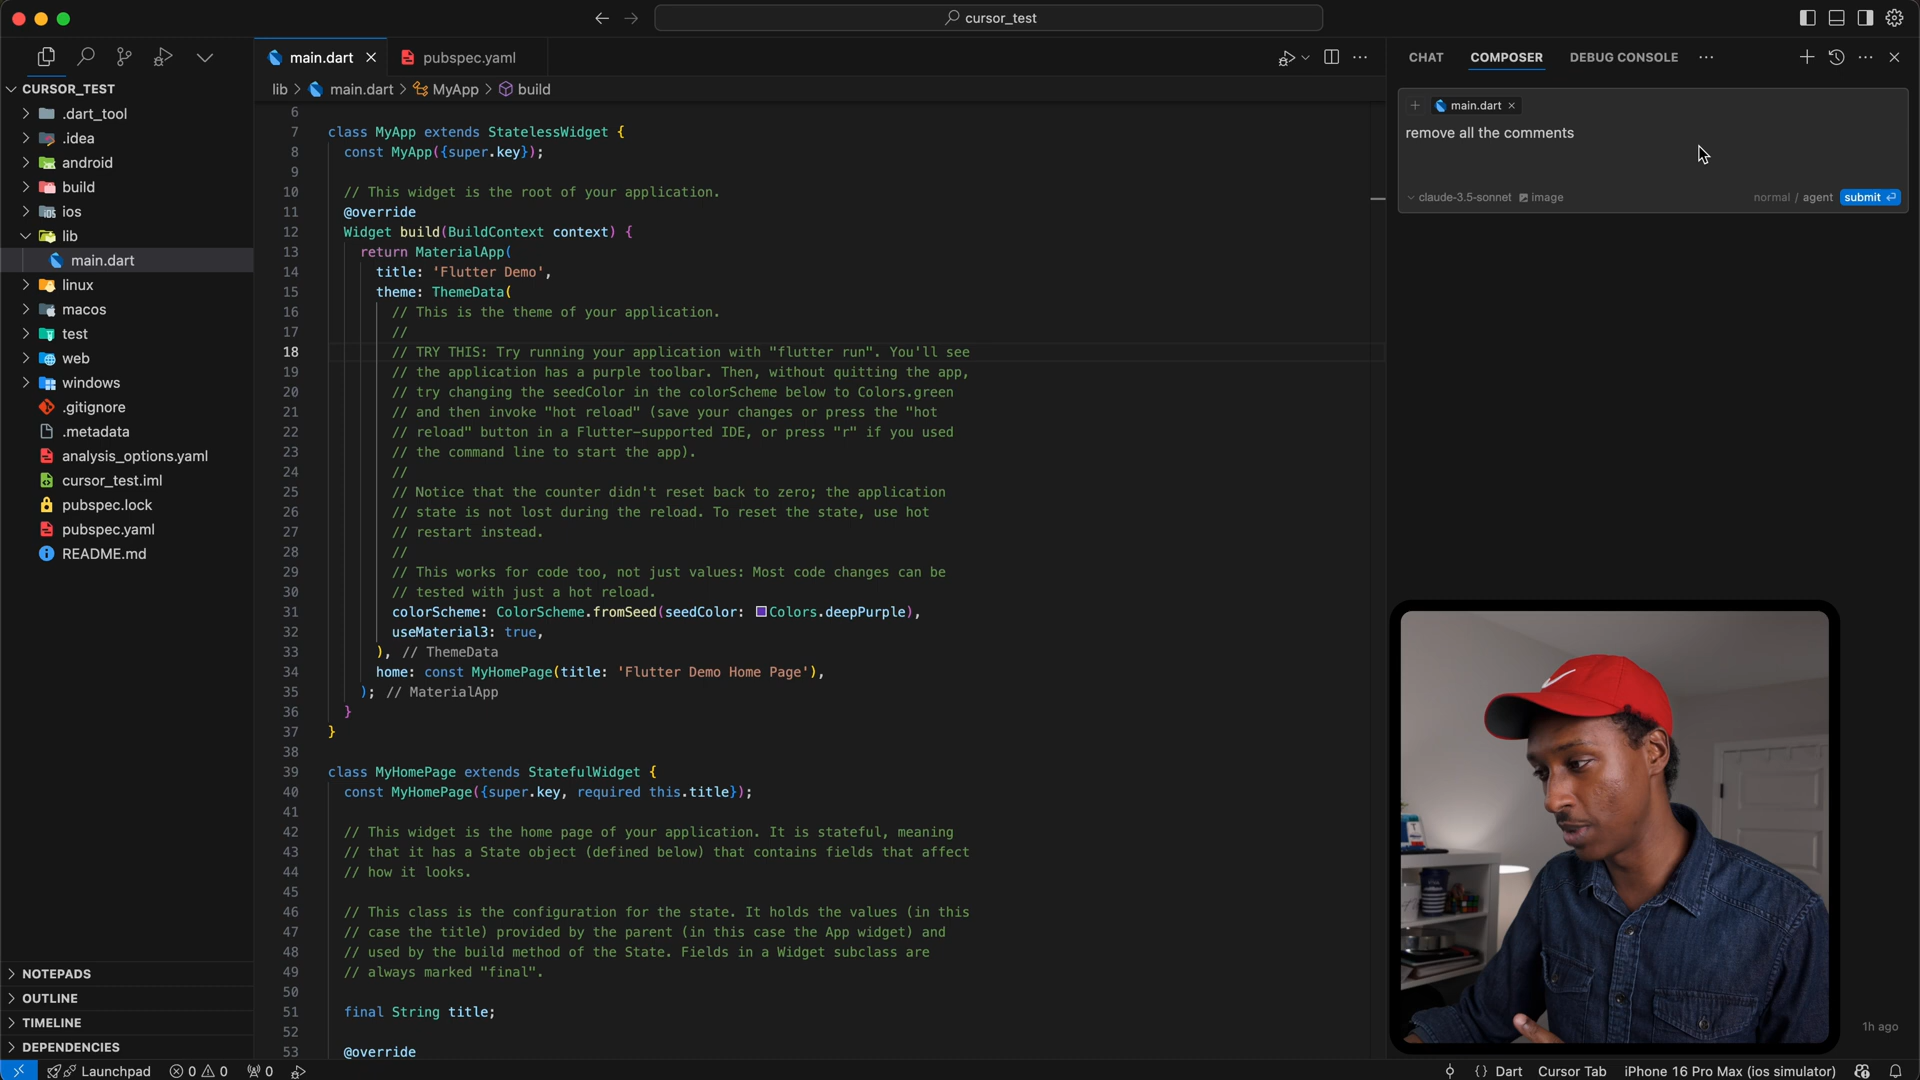 cursor_test
main.dart
pubspec.yaml
CHAT
COMPOSER
DEBUG CONSOLE
CURSOR_TEST
.dart_tool
.idea
android
build
ios
lib
main.dart
linux
macos
test
web
windows
.gitignore
.metadata
analysis_options.yaml
cursor_test.iml
pubspec.lock
pubspec.yaml
README.md
NOTEPADS
OUTLINE
TIMELINE
DEPENDENCIES
lib > main.dart > MyApp > build
6
7 class MyApp extends StatelessWidget {
8 const MyApp({super.key});
9
10 // This widget is the root of your application.
11 @override
12 Widget build(BuildContext context) {
13 return MaterialApp(
14 title: 'Flutter Demo',
15 theme: ThemeData(
16 // This is the theme of your application.
17 //
18 // TRY THIS: Try running your application with "flutter run". You'll see
19 // the application has a purple toolbar. Then, without quitting the app,
20 // try changing the seedColor in the colorScheme below to Colors.green
21 // and then invoke "hot reload" (save your changes or press the "hot
22 // reload" button in a Flutter-supported IDE, or press "r" if you used
23 // the command line to start the app).
24 //
25 // Notice that the counter didn't reset back to zero; the application
26 // state is not lost during the reload. To reset the state, use hot
27 // restart instead.
28 //
29 // This works for code too, not just values: Most code changes can be
30 // tested with just a hot reload.
31 colorScheme: ColorScheme.fromSeed(seedColor: Colors.deepPurple),
32 useMaterial3: true,
33 ), // ThemeData
34 home: const MyHomePage(title: 'Flutter Demo Home Page'),
35 ); // MaterialApp
36 }
37 }
38
39 class MyHomePage extends StatefulWidget {
40 const MyHomePage({super.key, required this.title});
41
42 // This widget is the home page of your application. It is stateful, meaning
43 // that it has a State object (defined below) that contains fields that affect
44 // how it looks.
45
46 // This class is the configuration for the state. It holds the values (in this
47 // case the title) provided by the parent (in this case the App widget) and
48 // used by the build method of the State. Fields in a Widget subclass are
49 // always marked "final".
50
51 final String title;
52
53 @override
main.dart
remove all the comments
claude-3.5-sonnet image normal / agent submit
1h ago
Launchpad 0 0 0 {} Dart Cursor Tab iPhone 16 Pro Max (ios simulator)